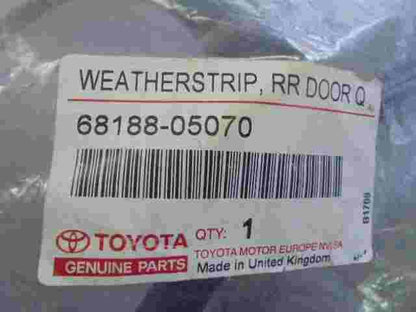 WEATHERSTRIP, RR DOOR Q
68188-05070
TOYOTA QTY: 1
TOYOTA MOTOR EUROPE NV/SA
GENUINE PARTS Made in United Kingdom
B1709